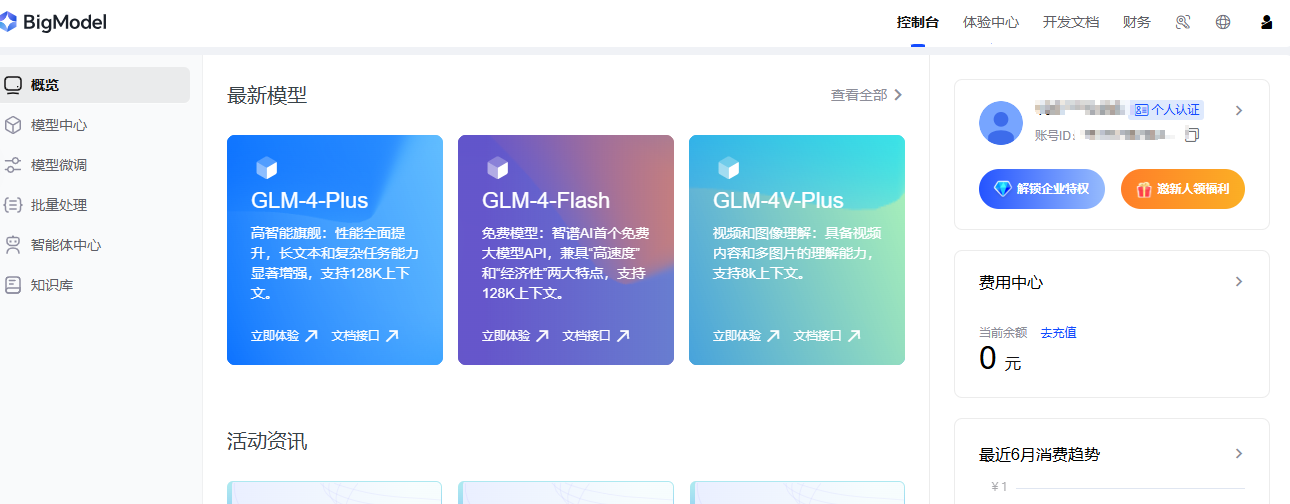 BigModel
控制台
体验中心
开发文档
财务
概览
模型中心
模型微调
批量处理
智能体中心
知识库
最新模型
查看全部
GLM-4-Plus
高智能旗舰：性能全面提
升，长文本和复杂任务能力
显著增强，支持128K上下
文。
立即体验
文档接口
GLM-4-Flash
免费模型：智谱AI首个免费
大模型API，兼具“高速度”
和“经济性”两大特点，支持
128K上下文。
立即体验
文档接口
GLM-4V-Plus
视频和图像理解：具备视频
内容和多图片的理解能力，
支持8k上下文。
立即体验
文档接口
活动资讯
个人认证
账号ID：
解锁企业特权
邀新人领福利
费用中心
当前余额
去充值
0 元
最近6月消费趋势
¥ 1